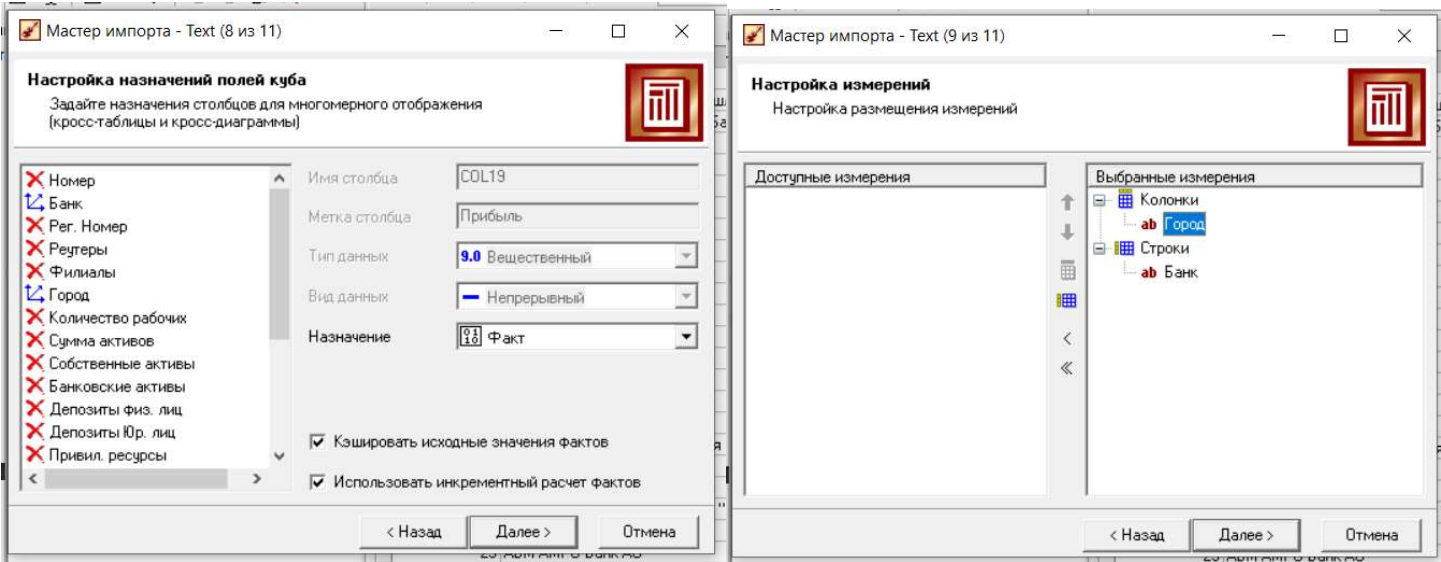 Мастер импорта - Text (8 из 11)
Настройка назначений полей куба
Задайте назначения столбцов для многомерного отображения
(кросс-таблицы и кросс-диаграммы)
Номер
Банк
Рег. Номер
Реутеры
Филиалы
Город
Количество рабочих
Сумма активов
Собственные активы
Банковские активы
Депозиты физ. лиц
Депозиты Юр. лиц
Привил. ресурсы
Имя столбца COL19
Метка столбца Прибыль
Тип данных 9.0 Вещественный
Вид данных Непрерывный
Назначение Факт
Кэшировать исходные значения фактов
Использовать инкрементный расчет фактов
< Назад Далее > Отмена
Мастер импорта - Text (9 из 11)
Настройка измерений
Настройка размещения измерений
Доступные измерения
Выбранные измерения
Колонки
ab Город
Строки
ab Банк
< Назад Далее > Отмена